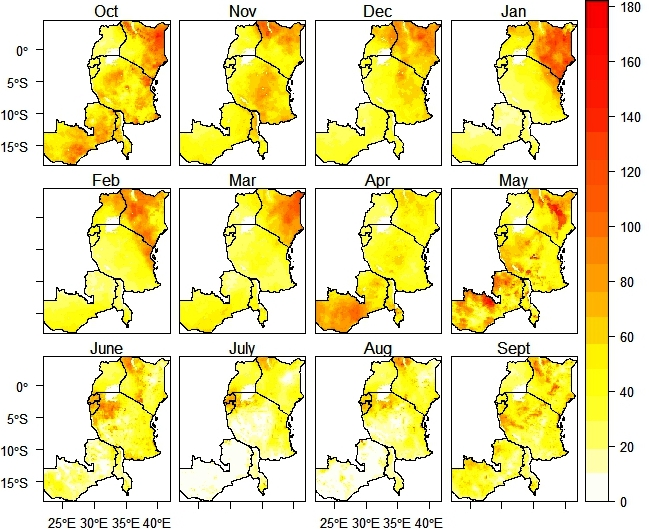 Oct Nov Dec Jan
180
160
140
120
100
80
60
40
20
0
0°
5°S
10°S
15°S
Feb Mar Apr May
June July Aug Sept
0°
5°S
10°S
15°S
25°E 30°E 35°E 40°E 25°E 30°E 35°E 40°E